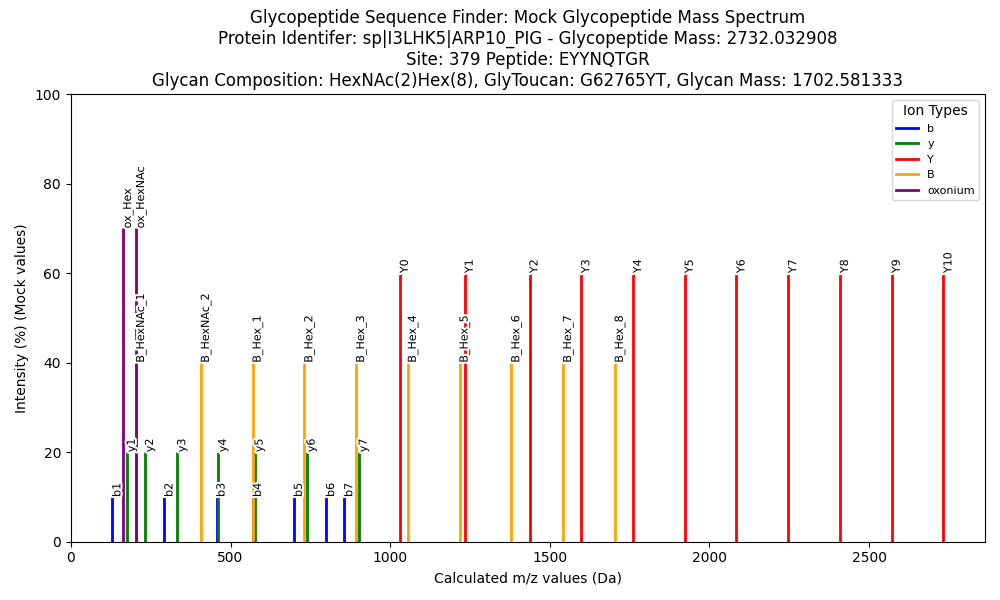 Glycopeptide Sequence Finder: Mock Glycopeptide Mass Spectrum
Protein Identifer: sp|I3LHK5|ARP10_PIG - Glycopeptide Mass: 2732.032908
Site: 379 Peptide: EYYNQTGR
Glycan Composition: HexNAc(2)Hex(8), GlyToucan: G62765YT, Glycan Mass: 1702.581333
Intensity (%) (Mock values)
100
80
60
40
20
0
Ion Types
b
y
Y
B
oxonium
ox_Hex
ox_HexNAc
Y0
Y1
Y2
Y3
Y4
Y5
Y6
Y7
Y8
Y9
Y10
B_HexNAc_1
B_HexNAc_2
B_Hex_1
B_Hex_2
B_Hex_3
B_Hex_4
B_Hex_5
B_Hex_6
B_Hex_7
B_Hex_8
y1
y2
y3
y4
y5
y6
y7
b1
b2
b3
b4
b5
b6
b7
0
500
1000
1500
2000
2500
Calculated m/z values (Da)